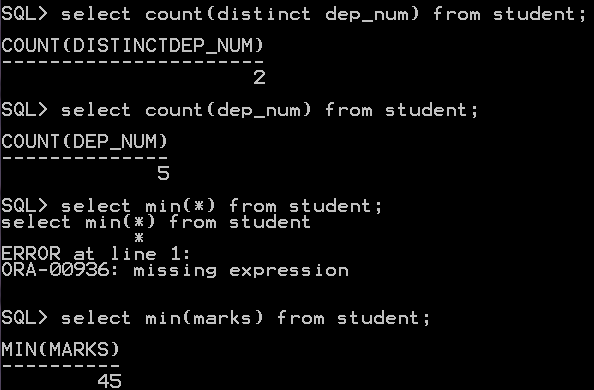 SQL> select count(distinct dep_num) from student;
COUNT(DISTINCTDEP_NUM)
----------------------
                     2
SQL> select count(dep_num) from student;
COUNT(DEP_NUM)
--------------
             5
SQL> select min(*) from student;
select min(*) from student
           *
ERROR at line 1:
ORA-00936: missing expression
SQL> select min(marks) from student;
MIN(MARKS)
----------
        45